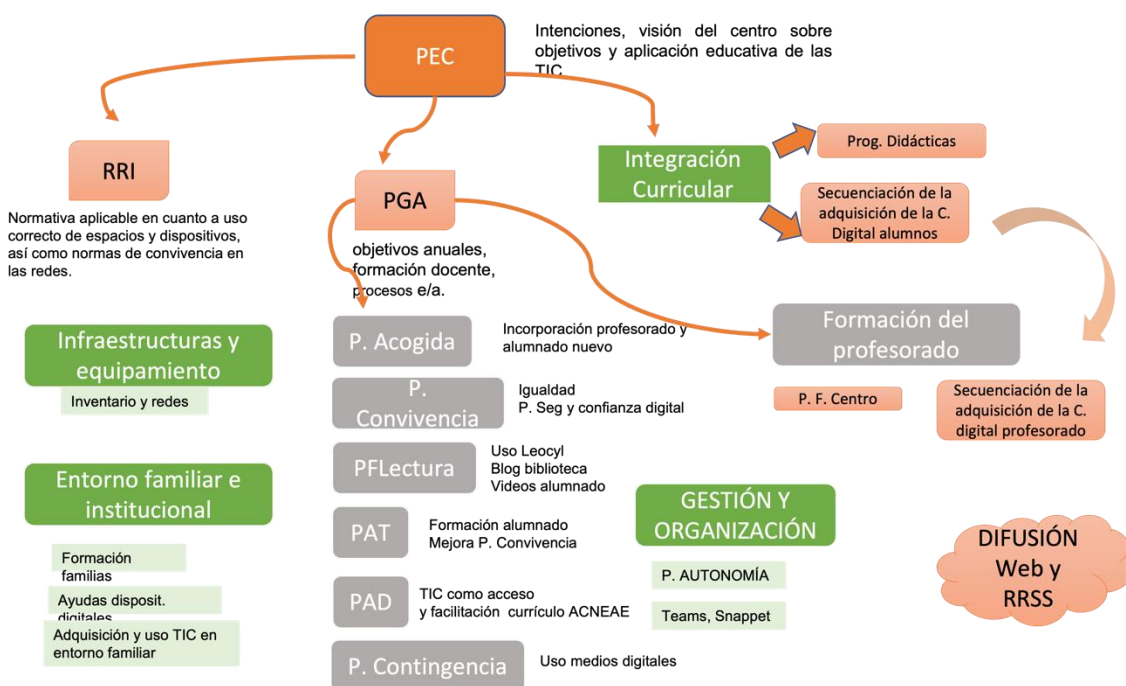 PEC
Intenciones, visión del centro sobre
objetivos y aplicación educativa de las
TIC
RRI
Normativa aplicable en cuanto a uso
correcto de espacios y dispositivos,
así como normas de convivencia en
las redes.
PGA
objetivos anuales,
formación docente,
procesos e/a.
Integración
Curricular
Prog. Didácticas
Secuenciación de la
adquisición de la C.
Digital alumnos
Infraestructuras y
equipamiento
Inventario y redes
Entorno familiar e
institucional
Formación
familias
Ayudas disposit.
digitales
Adquisición y uso TIC en
entorno familiar
P. Acogida
Incorporación profesorado y
alumnado nuevo
P.
Convivencia
Igualdad
P. Seg y confianza digital
PFLectura
Uso Leocyl
Blog biblioteca
Videos alumnado
PAT
Formación alumnado
Mejora P. Convivencia
PAD
TIC como acceso
y facilitación currículo ACNEAE
P. Contingencia
Uso medios digitales
Formación del
profesorado
P. F. Centro
Secuenciación de la
adquisición de la C.
digital profesorado
GESTIÓN Y
ORGANIZACIÓN
P. AUTONOMÍA
Teams, Snappet
DIFUSIÓN
Web y
RRSS